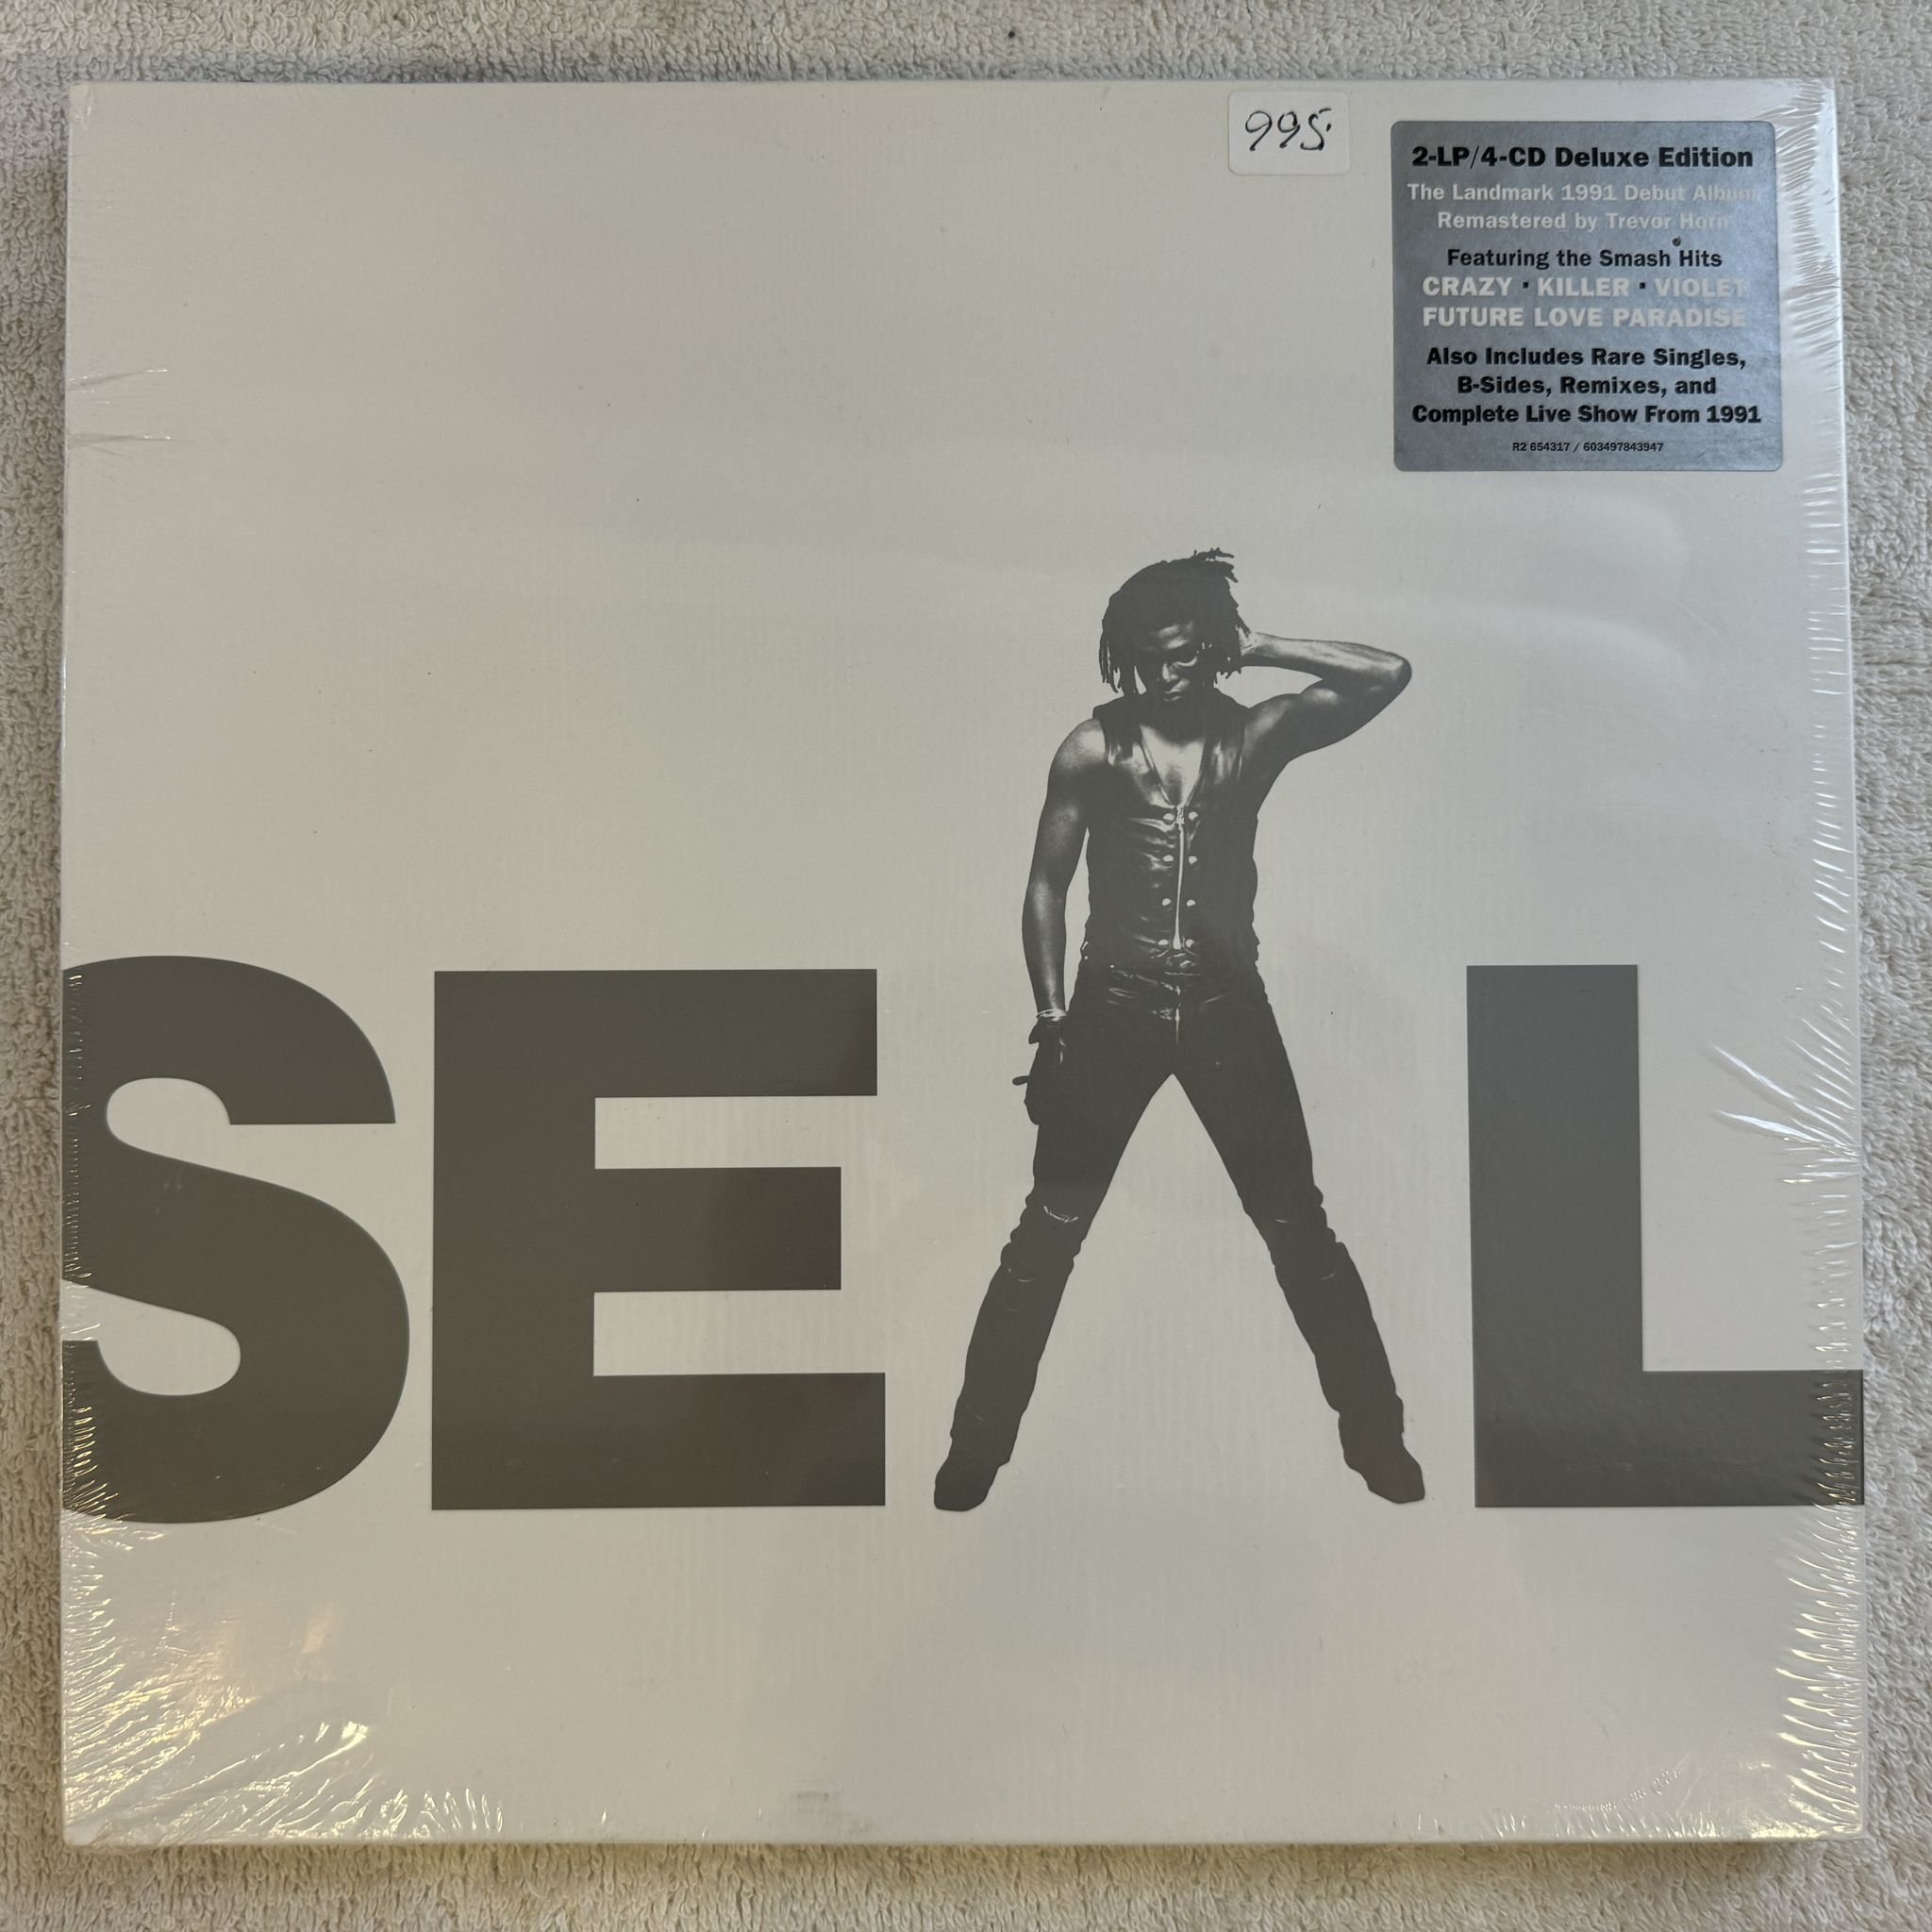 995.
2-LP/4-CD Deluxe Edition
The Landmark 1991 Debut Album
Remastered by Trevor Horn
Featuring the Smash Hits
CRAZY • KILLER • VIOLET
FUTURE LOVE PARADISE
Also Includes Rare Singles,
B-Sides, Remixes, and
Complete Live Show From 1991
R2 654317 / 603497843947
SEAL